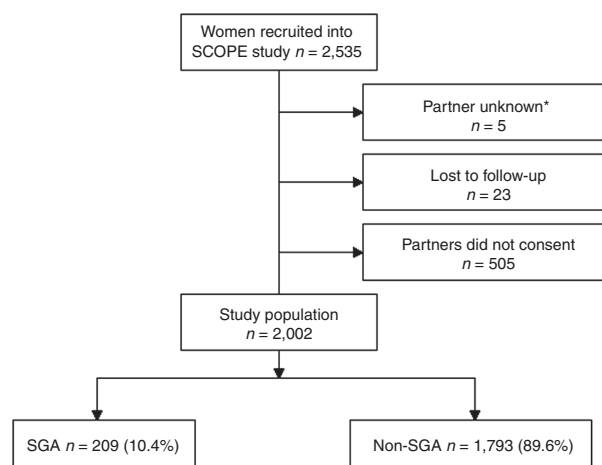 Women recruited into
SCOPE study n = 2,535
Partner unknown*
n = 5
Lost to follow-up
n = 23
Partners did not consent
n = 505
Study population
n = 2,002
SGA n = 209 (10.4%)
Non-SGA n = 1,793 (89.6%)